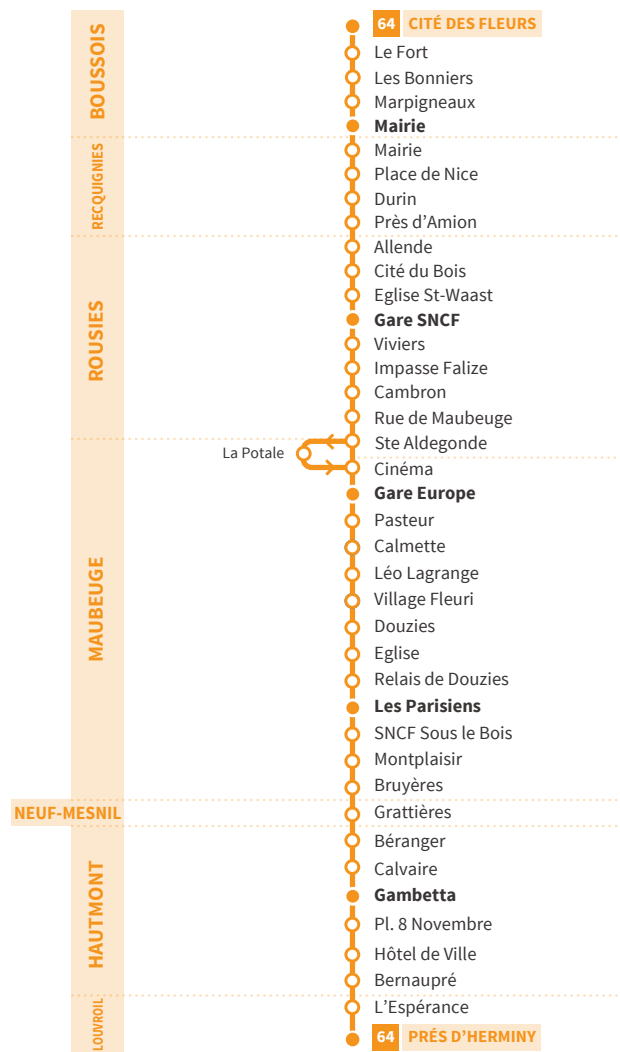 BOUSSOIS
64 CITÉ DES FLEURS
Le Fort
Les Bonniers
Marpigneaux
Mairie
RECQUIGNIES
Mairie
Place de Nice
Durin
Près d'Amion
ROUSIES
Allende
Cité du Bois
Eglise St-Waast
Gare SNCF
Viviers
Impasse Falize
Cambron
Rue de Maubeuge
Ste Aldegonde
MAUBEUGE
La Potale
Cinéma
Gare Europe
Pasteur
Calmette
Léo Lagrange
Village Fleuri
Douzies
Eglise
Relais de Douzies
Les Parisiens
SNCF Sous le Bois
Montplaisir
Bruyères
NEUF-MESNIL
Grattières
HAUTMONT
Béranger
Calvaire
Gambetta
Pl. 8 Novembre
Hôtel de Ville
Bernaupré
LOUVROIL
L'Espérance
64 PRÉS D'HERMINY